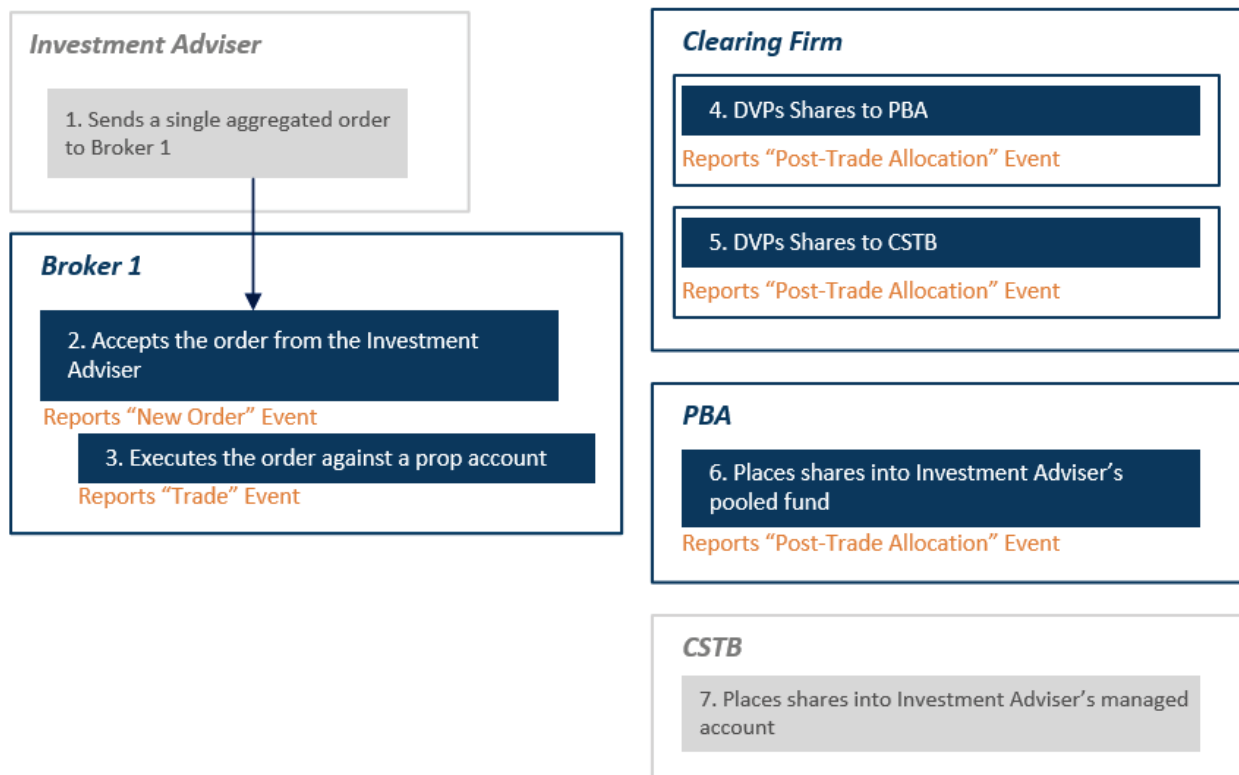 Investment Adviser
1. Sends a single aggregated order
to Broker 1
Broker 1
2. Accepts the order from the Investment
Adviser
Reports “New Order” Event
3. Executes the order against a prop account
Reports “Trade” Event
Clearing Firm
4. DVPs Shares to PBA
Reports “Post-Trade Allocation” Event
5. DVPs Shares to CSTB
Reports “Post-Trade Allocation” Event
PBA
6. Places shares into Investment Adviser’s
pooled fund
Reports “Post-Trade Allocation” Event
CSTB
7. Places shares into Investment Adviser’s managed
account